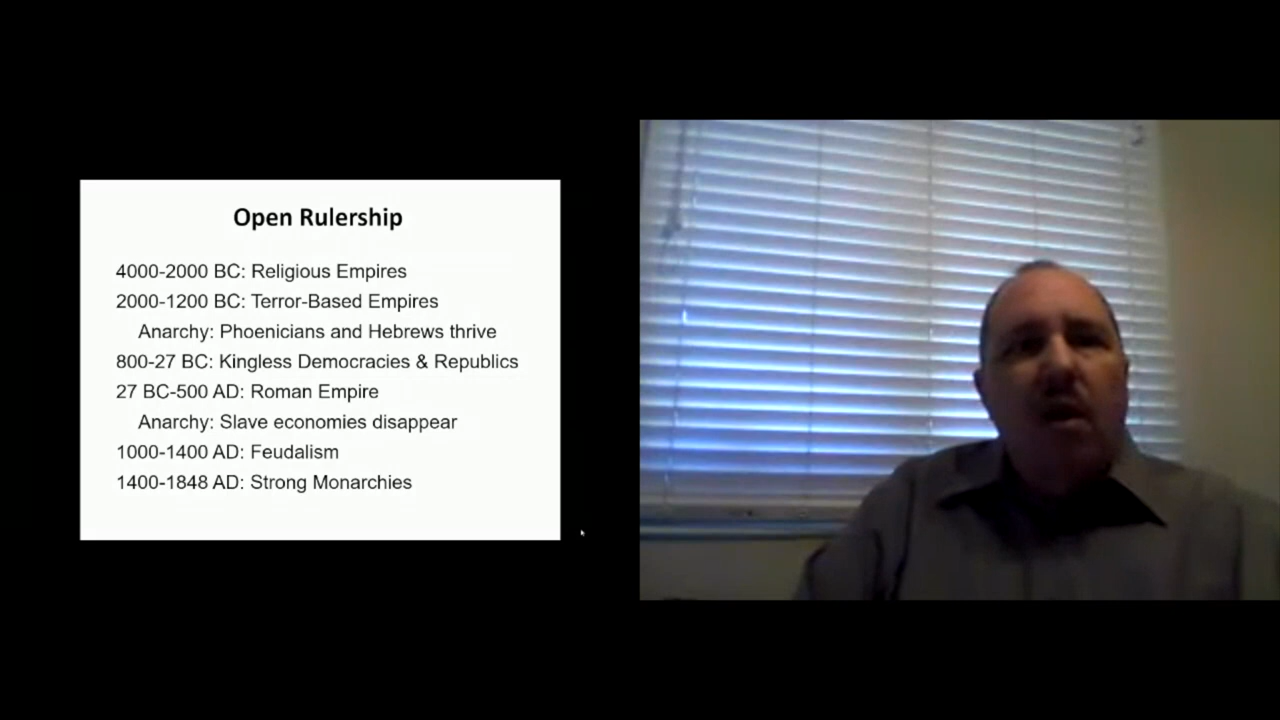 Open Rulership
4000-2000 BC: Religious Empires
2000-1200 BC: Terror-Based Empires
Anarchy: Phoenicians and Hebrews thrive
800-27 BC: Kingless Democracies & Republics
27 BC-500 AD: Roman Empire
Anarchy: Slave economies disappear
1000-1400 AD: Feudalism
1400-1848 AD: Strong Monarchies